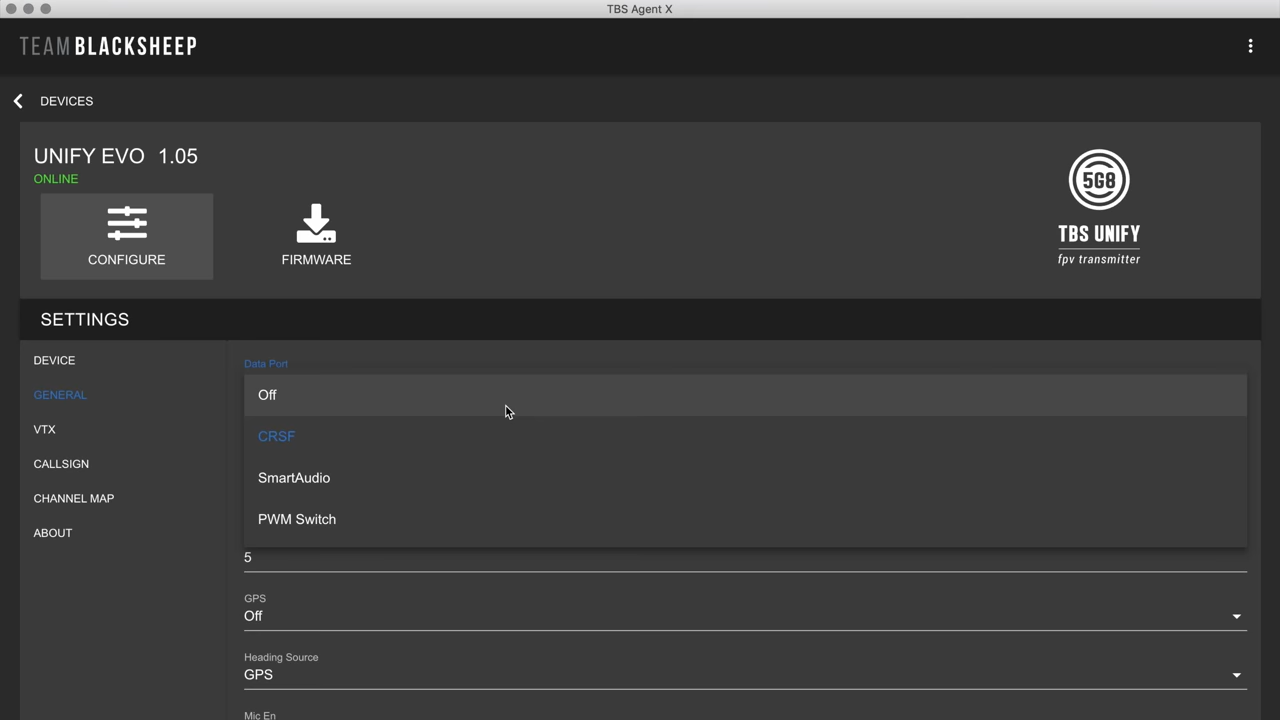 TBS Agent X
TEAM BLACKSHEEP
DEVICES
UNIFY EVO 1.05
ONLINE
CONFIGURE
FIRMWARE
5G8
TBS UNIFY
fpv transmitter
SETTINGS
DEVICE
GENERAL
VTX
CALLSIGN
CHANNEL MAP
ABOUT
Data Port
Off
CRSF
SmartAudio
PWM Switch
5
GPS
Off
Heading Source
GPS
Mic En